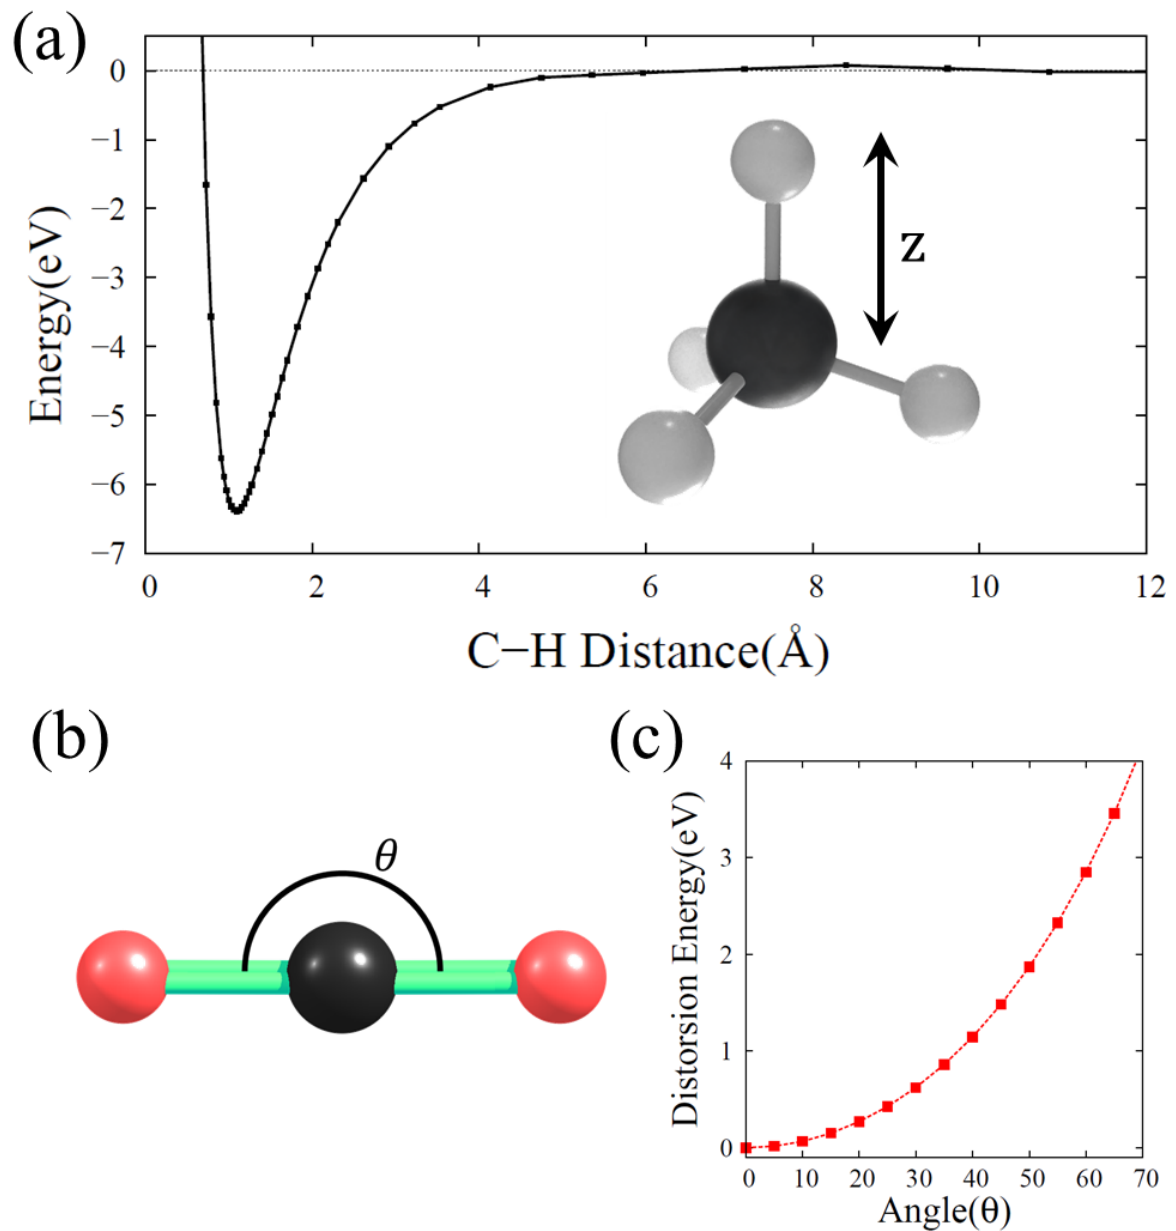 (a)
Energy(eV)
0
−1
−2
−3
−4
−5
−6
−7
z
0 2 4 6 8 10 12
C−H Distance(Å)
(b)
θ
(c)
Distorsion Energy(eV)
4
3
2
1
0
0 10 20 30 40 50 60 70
Angle(θ)